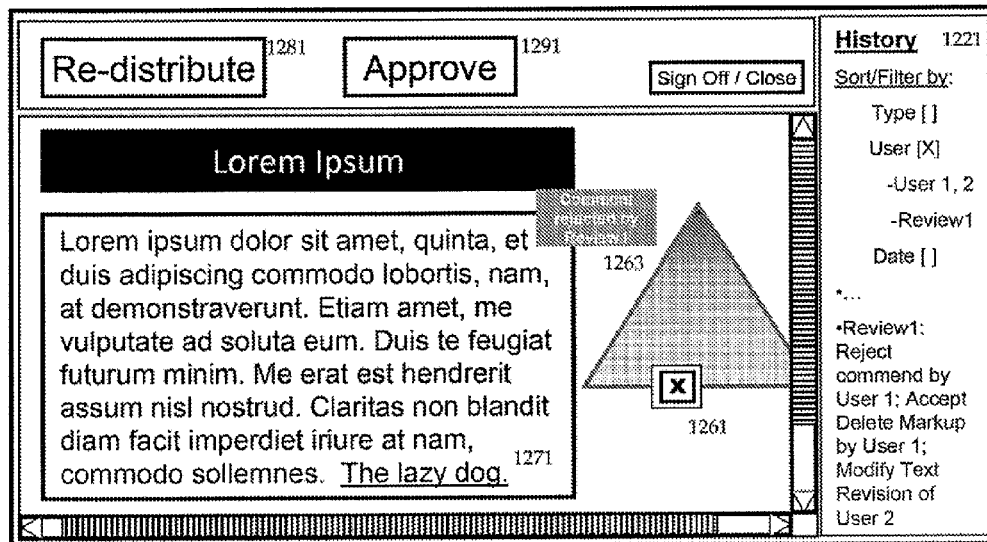 Re-distribute
1281
Approve
1291
Sign Off / Close
Lorem Ipsum
Lorem ipsum dolor sit amet, quinta, et
duis adipiscing commodo lobortis, nam,
at demonstraverunt. Etiam amet, me
vulputate ad soluta eum. Duis te feugiat
futurum minim. Me erat est hendrerit
assum nisl nostrud. Claritas non blandit
diam facit imperdiet iriure at nam,
commodo sollemnes. The lazy dog.
1271
1263
X
1261
History 1221
Sort/Filter by:
Type [ ]
User [X]
-User 1, 2
-Review1
Date [ ]
*...
•Review1:
Reject
commend by
User 1; Accept
Delete Markup
by User 1;
Modify Text
Revision of
User 2